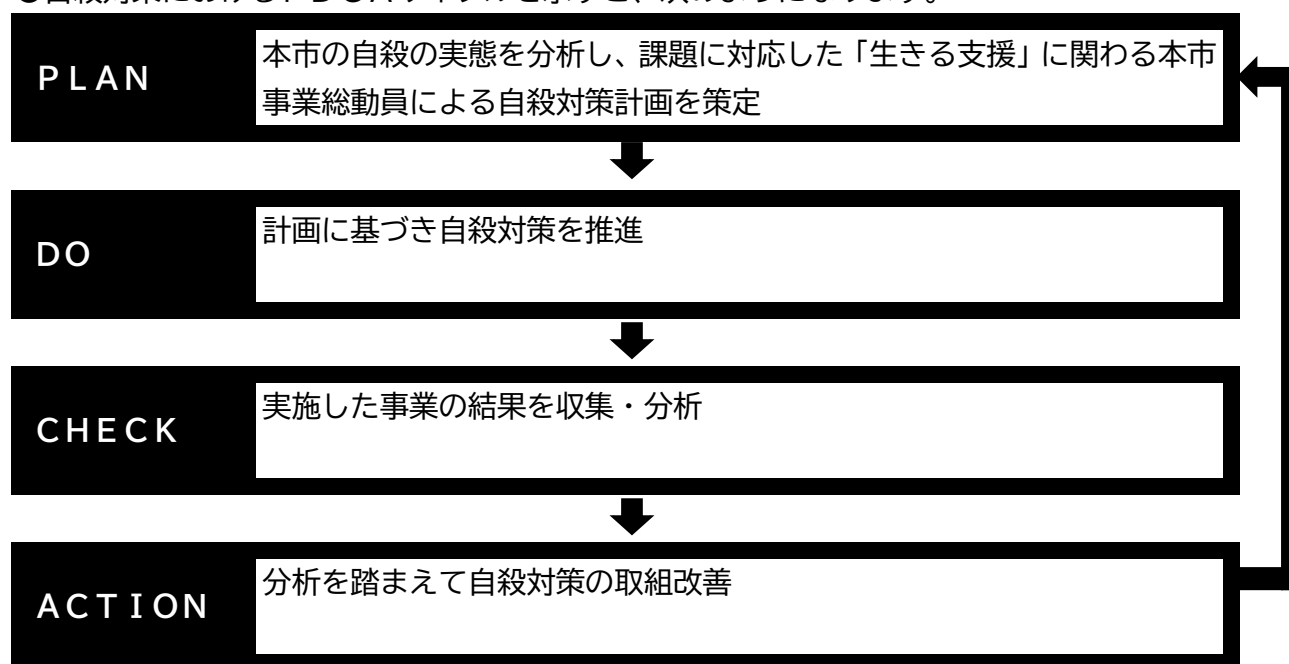 ＰＬＡＮ
本市の自殺の実態を分析し、課題に対応した「生きる支援」に関わる本市
事業総動員による自殺対策計画を策定
ＤＯ
計画に基づき自殺対策を推進
ＣＨＥＣＫ
実施した事業の結果を収集・分析
ＡＣＴＩＯＮ
分析を踏まえて自殺対策の取組改善